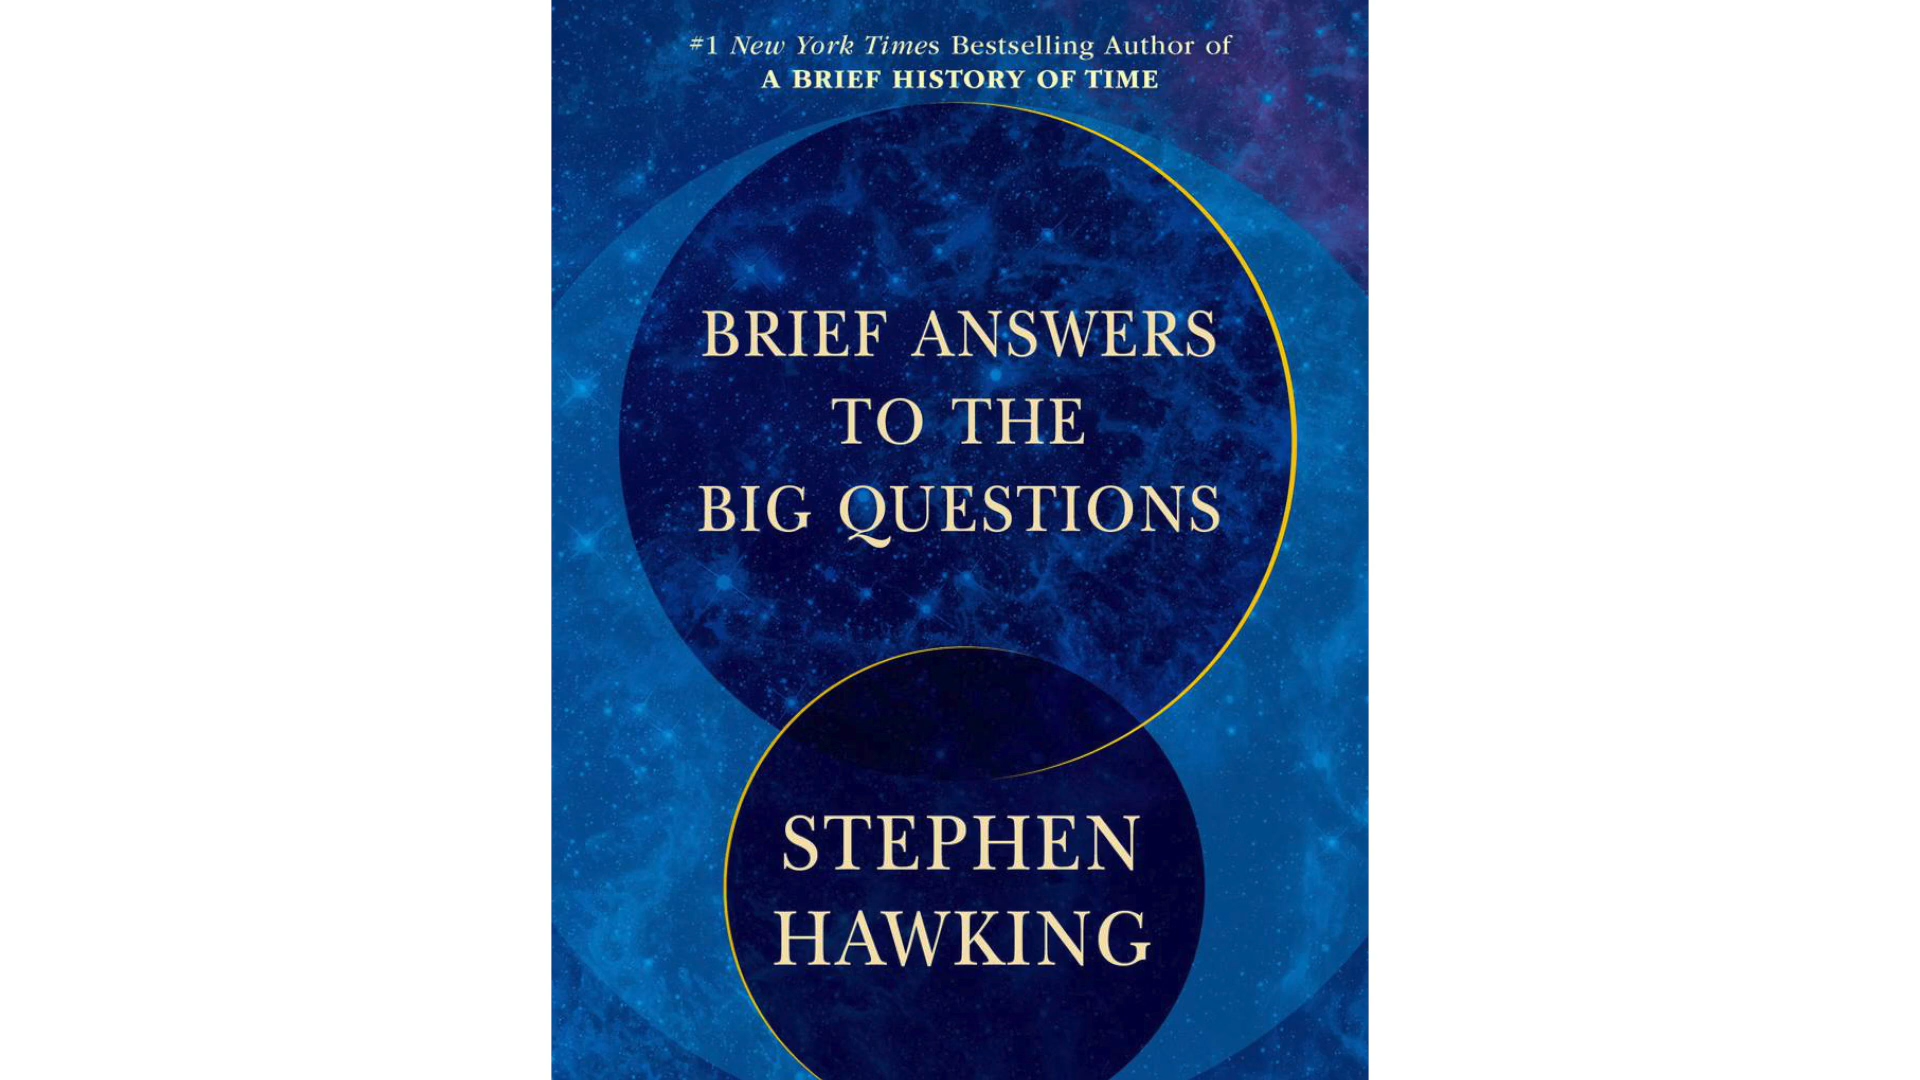 #1 New York Times Bestselling Author of
A BRIEF HISTORY OF TIME
BRIEF ANSWERS
TO THE
BIG QUESTIONS
STEPHEN
HAWKING